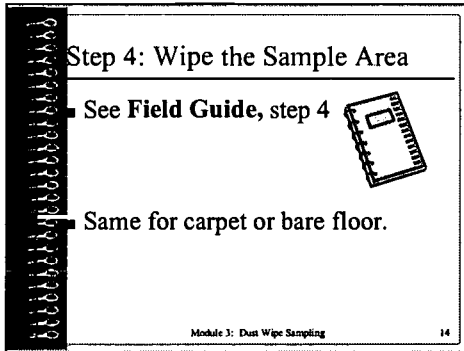 Step 4: Wipe the Sample Area
■ See Field Guide, step 4
■ Same for carpet or bare floor.
Module 3: Dust Wipe Sampling 14